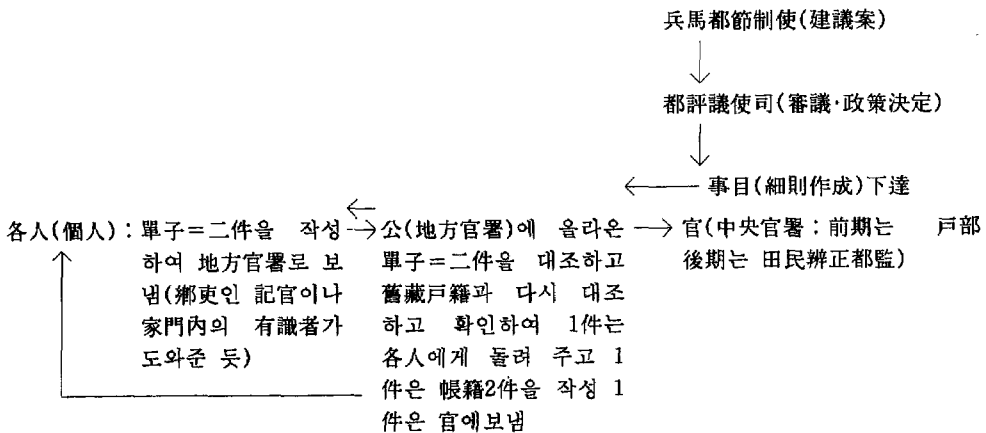 兵馬都節制使(建議案)
都評議使司(審議·政策決定)
事目(細則作成)下達
各人(個人):單子=二件을 작성
하여 地方官署로 보
냄(鄕吏인 記官이나
家門內의 有識者가
도와준 듯)
公(地方官署)에 올라온
單子=二件을 대조하고
舊藏戶籍과 다시 대조
하고 확인하여 1件는
各人에게 돌려 주고 1
件은 帳籍2件을 작성 1
件은 官에보냄
官(中央官署:前期는 戶部
後期는 田民辨正都監)